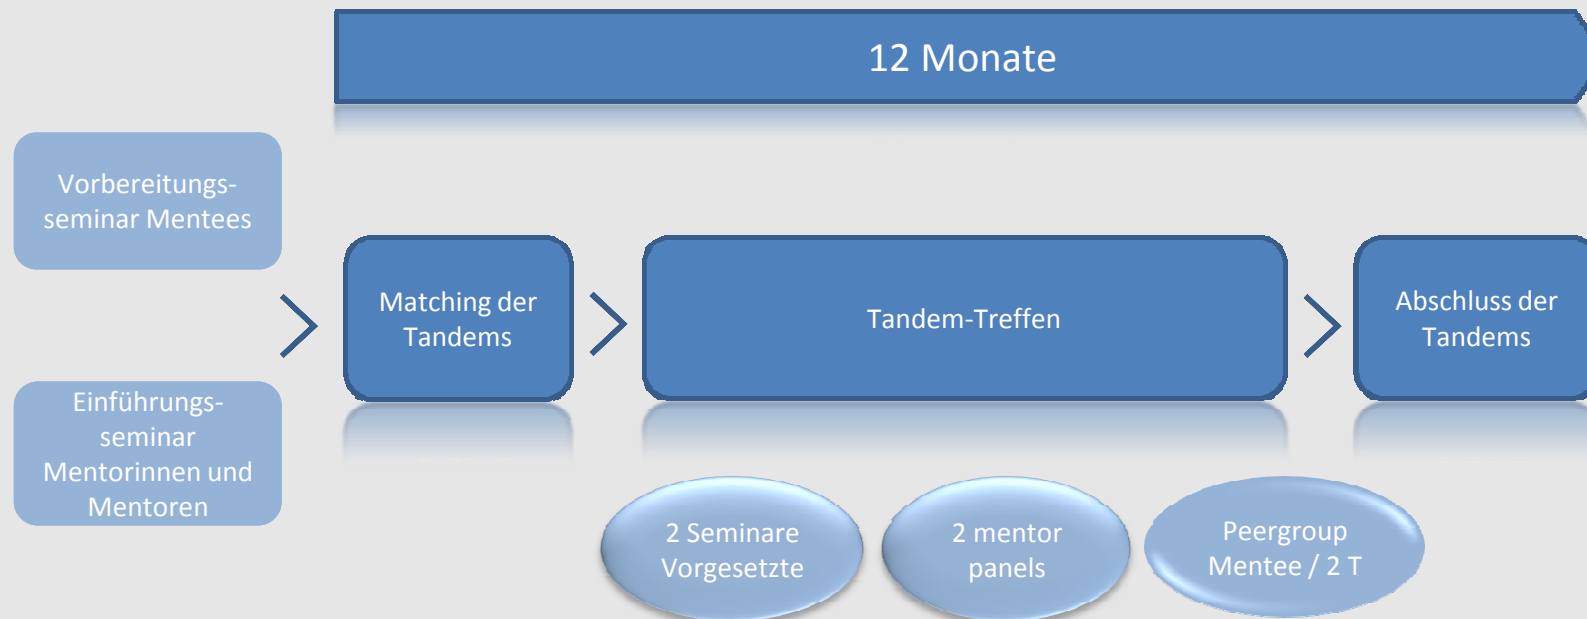 12 Monate
Vorbereitungs-
seminar Mentees
Einführungs-
seminar
Mentorinnen und
Mentoren
Matching der
Tandems
Tandem-Treffen
Abschluss der
Tandems
2 Seminare
Vorgesetzte
2 mentor
panels
Peergroup
Mentee / 2 T